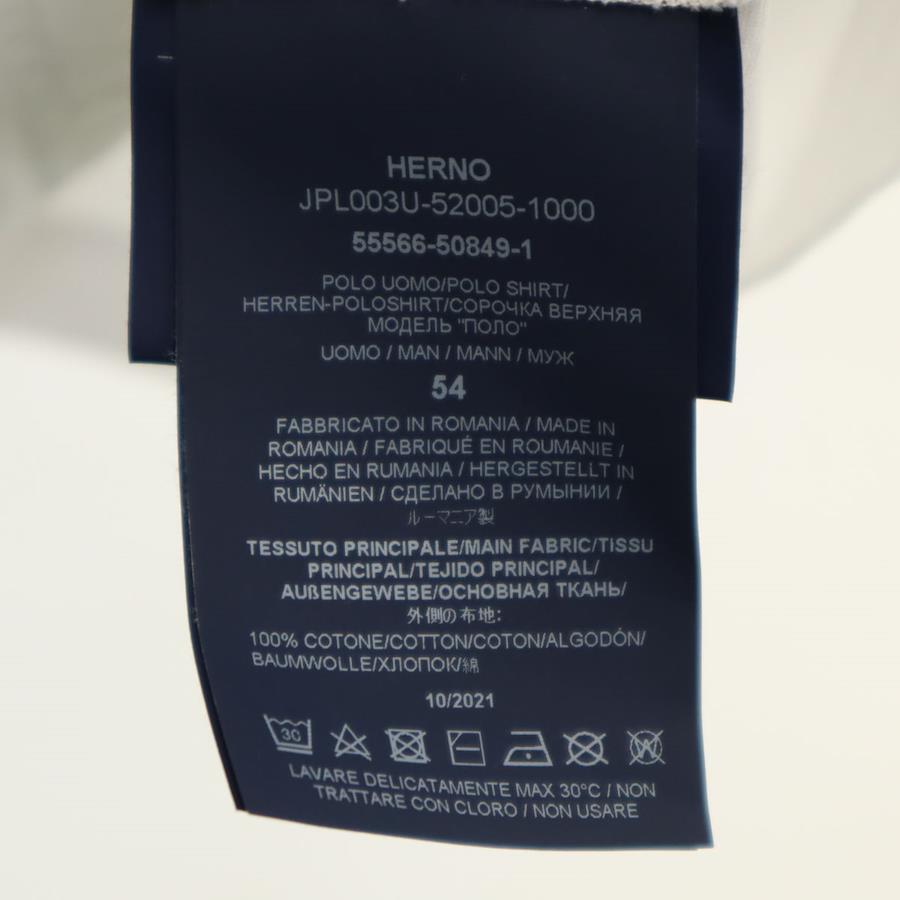 HERNO
JPL003U-52005-1000
55566-50849-1
POLO UOMO/POLO SHIRT/
HERREN-POLOSHIRT/СОРОЧКА ВЕРХНЯЯ
МОДЕЛЬ "ПОЛО"
UOMO / MAN / MANN / МУЖ
54
FABBRICATO IN ROMANIA / MADE IN
ROMANIA / FABRIQUÉ EN ROUMANIE /
HECHO EN RUMANIA / HERGESTELLT IN
RUMÄNIEN / СДЕЛАНО В РУМЫНИИ /
ルーマニア製
TESSUTO PRINCIPALE/MAIN FABRIC/TISSU
PRINCIPAL/TEJIDO PRINCIPAL/
AUßENGEWEBE/ОСНОВНАЯ ТКАНЬ/
外側の布地:
100% COTONE/COTTON/COTON/ALGODÓN/
BAUMWOLLE/ХЛОПОК/綿
10/2021
30 W
LAVARE DELICATAMENTE MAX 30°C / NON
TRATTARE CON CLORO / NON USARE